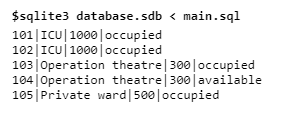 $sqlite3 database.sdb < main.sql
101|ICU|1000|occupied
102|ICU|1000|occupied
103|Operation theatre|300|occupied
104|Operation theatre|300|available
105|Private ward|500|occupied